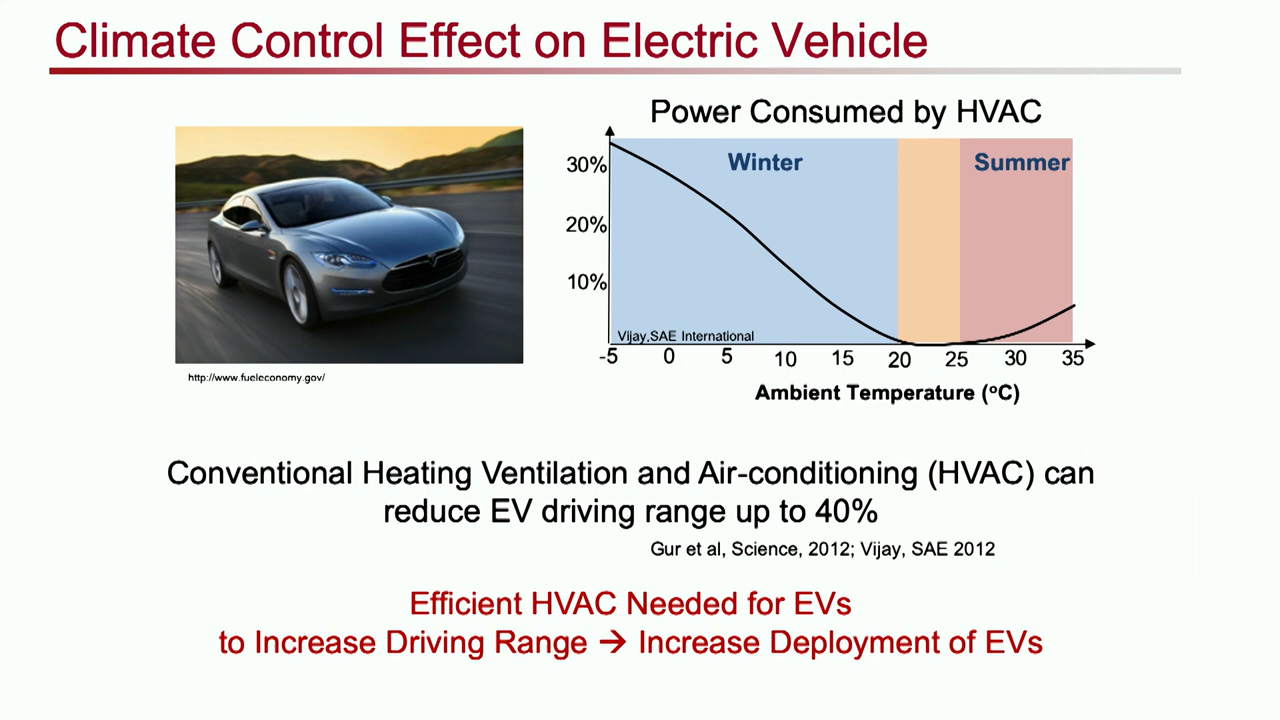 Climate Control Effect on Electric Vehicle
Power Consumed by HVAC
30%
20%
10%
Winter
Summer
Vijay,SAE International
-5 0 5 10 15 20 25 30 35
Ambient Temperature (°C)
http://www.fueleconomy.gov/
Conventional Heating Ventilation and Air-conditioning (HVAC) can
reduce EV driving range up to 40%
Gur et al, Science, 2012; Vijay, SAE 2012
Efficient HVAC Needed for EVs
to Increase Driving Range → Increase Deployment of EVs